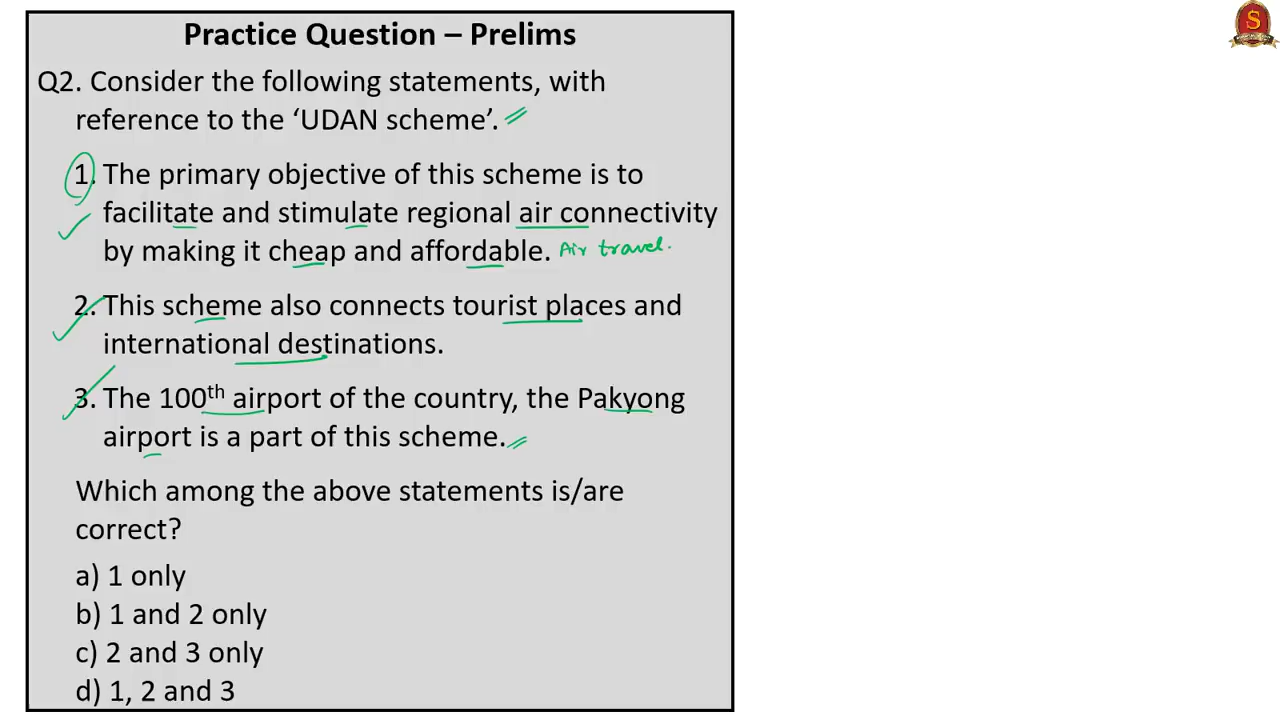 Practice Question – Prelims
Q2. Consider the following statements, with
reference to the ‘UDAN scheme’.
1. The primary objective of this scheme is to
facilitate and stimulate regional air connectivity
by making it cheap and affordable. Air travel.
2. This scheme also connects tourist places and
international destinations.
3. The 100th airport of the country, the Pakyong
airport is a part of this scheme.
Which among the above statements is/are
correct?
a) 1 only
b) 1 and 2 only
c) 2 and 3 only
d) 1, 2 and 3
S